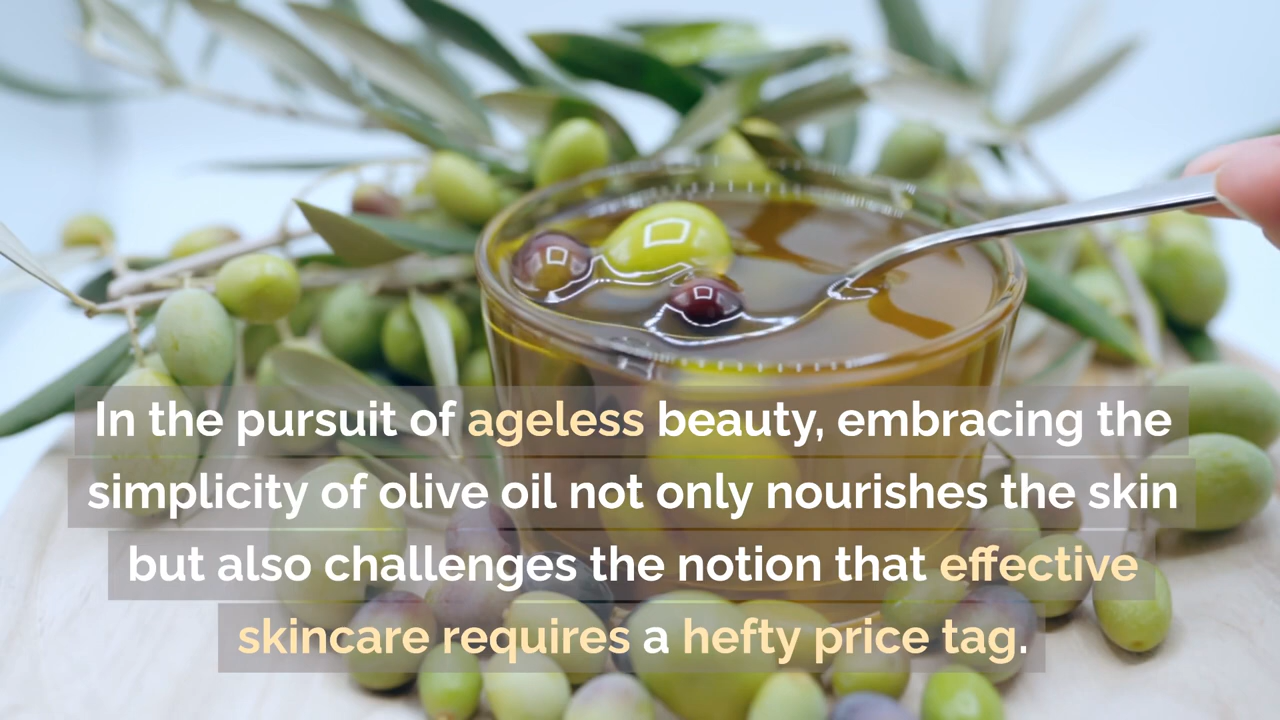 In the pursuit of ageless beauty, embracing the
simplicity of olive oil not only nourishes the skin
but also challenges the notion that effective
skincare requires a hefty price tag.